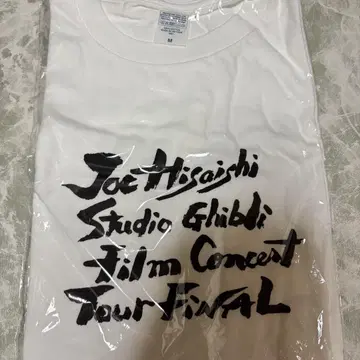 M
Joe Hisaishi
Studio Ghibli
Film Concert
Tour FINAL